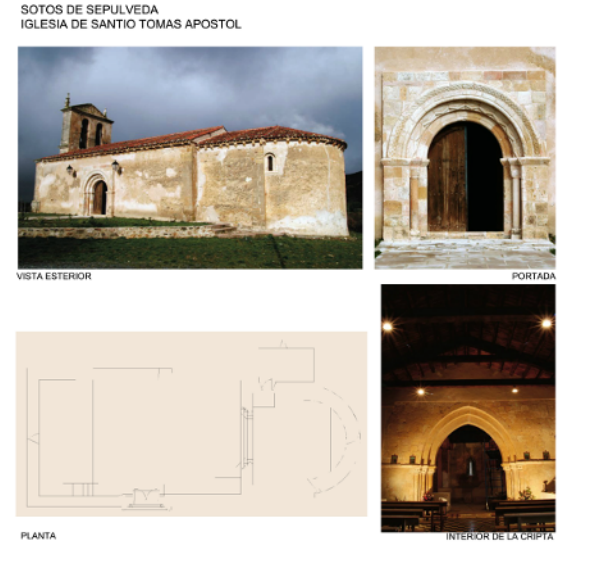 SOTOS DE SEPULVEDA
IGLESIA DE SANTIO TOMAS APOSTOL
VISTA ESTERIOR
PORTADA
PLANTA
INTERIOR DE LA CRIPTA